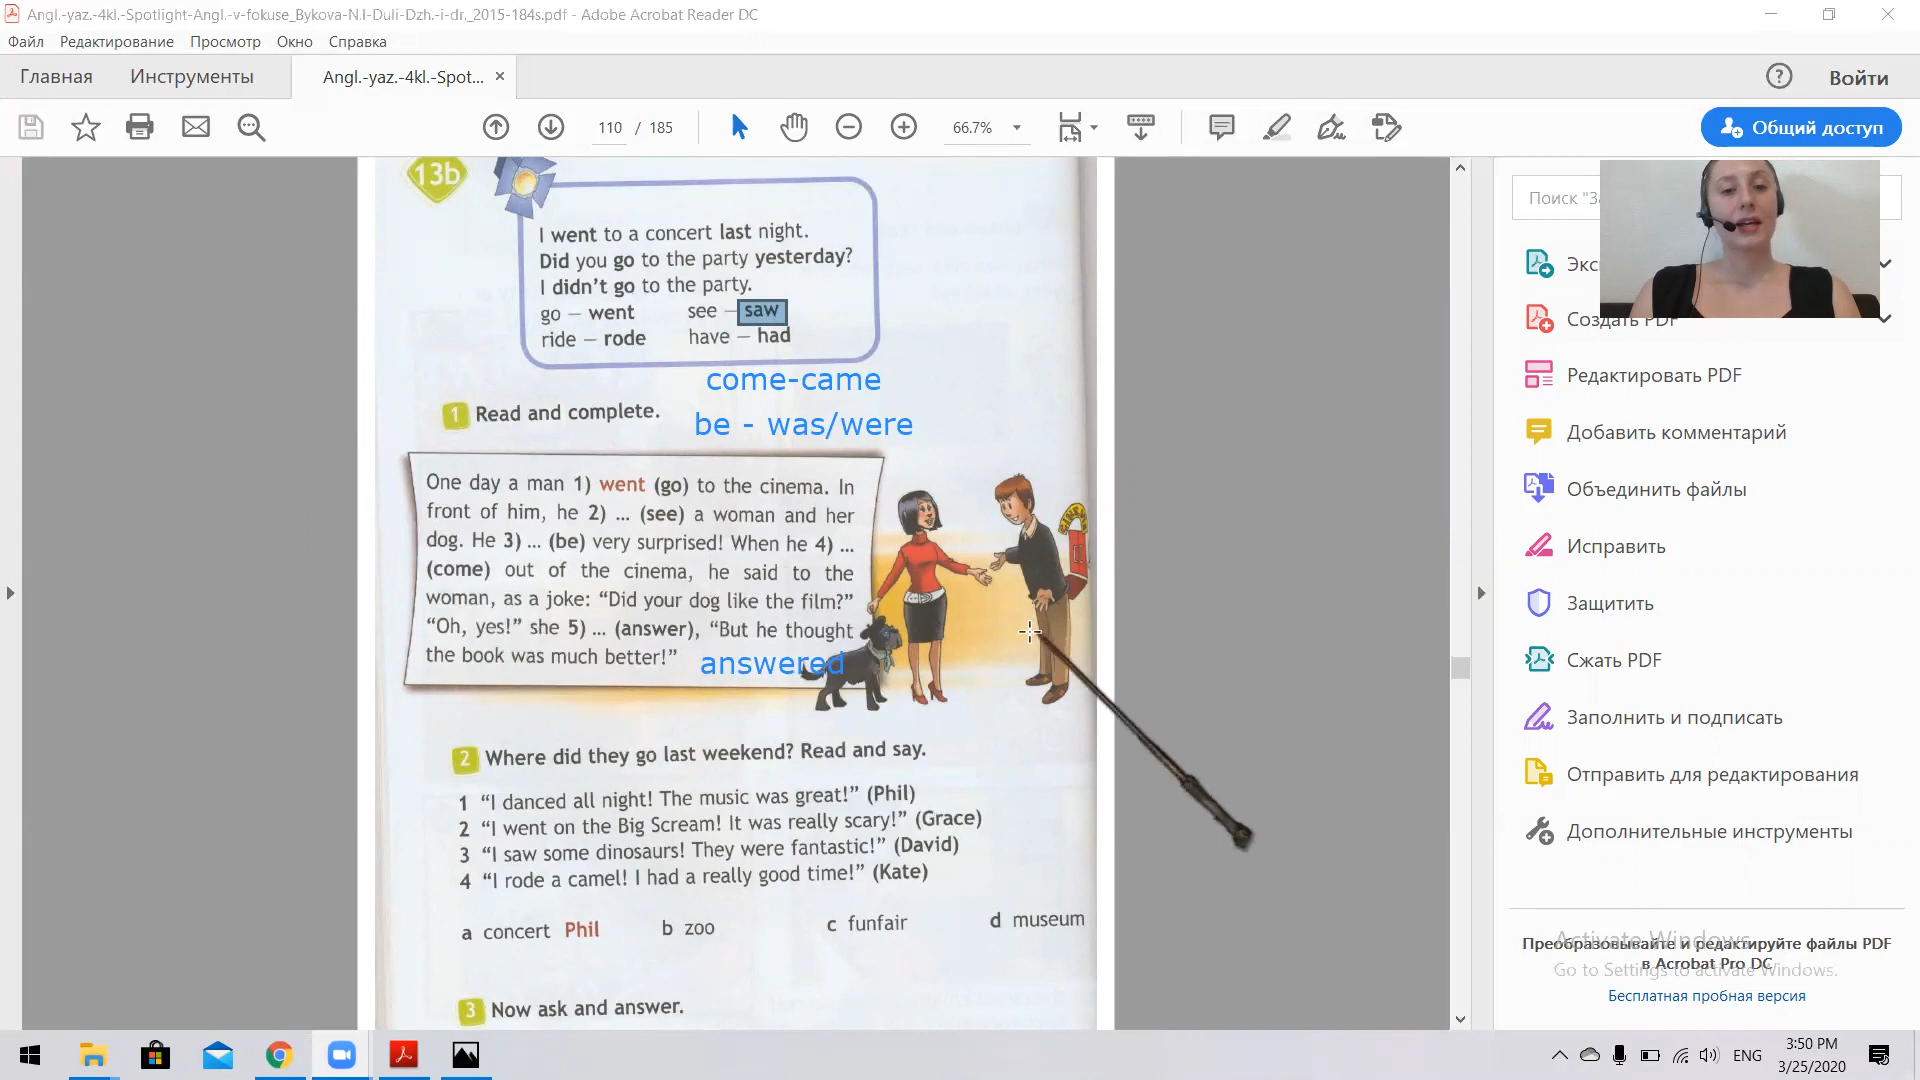 Angl.-yaz.-4kl.-Spotlight-Angl.-v-fokuse_Bykova-N.I-Duli-Dzh.-i-dr._2015-184s.pdf - Adobe Acrobat Reader DC
Файл Редактирование Просмотр Окно Справка
Главная Инструменты Angl.-yaz.-4kl.-Spot... Войти
110 / 185 66.7% Общий доступ
13b
I went to a concert last night.
Did you go to the party yesterday?
I didn't go to the party.
go – went see – saw
ride – rode have – had
come-came
be - was/were
1 Read and complete.
One day a man 1) went (go) to the cinema. In
front of him, he 2) ... (see) a woman and her
dog. He 3) ... (be) very surprised! When he 4) ...
(come) out of the cinema, he said to the
woman, as a joke: "Did your dog like the film?"
"Oh, yes!" she 5) ... (answer), "But he thought
the book was much better!"
answered
2 Where did they go last weekend? Read and say.
1 "I danced all night! The music was great!" (Phil)
2 "I went on the Big Scream! It was really scary!" (Grace)
3 "I saw some dinosaurs! They were fantastic!" (David)
4 "I rode a camel! I had a really good time!" (Kate)
a concert Phil b zoo c funfair d museum
3 Now ask and answer.
Поиск "За
Экс
Создать PDF
Редактировать PDF
Добавить комментарий
Объединить файлы
Исправить
Защитить
Сжать PDF
Заполнить и подписать
Отправить для редактирования
Дополнительные инструменты
Преобразовывайте и редактируйте файлы PDF
в Acrobat Pro DC
Бесплатная пробная версия
Activate Windows
Go to Settings to activate Windows.
ENG
3:50 PM
3/25/2020